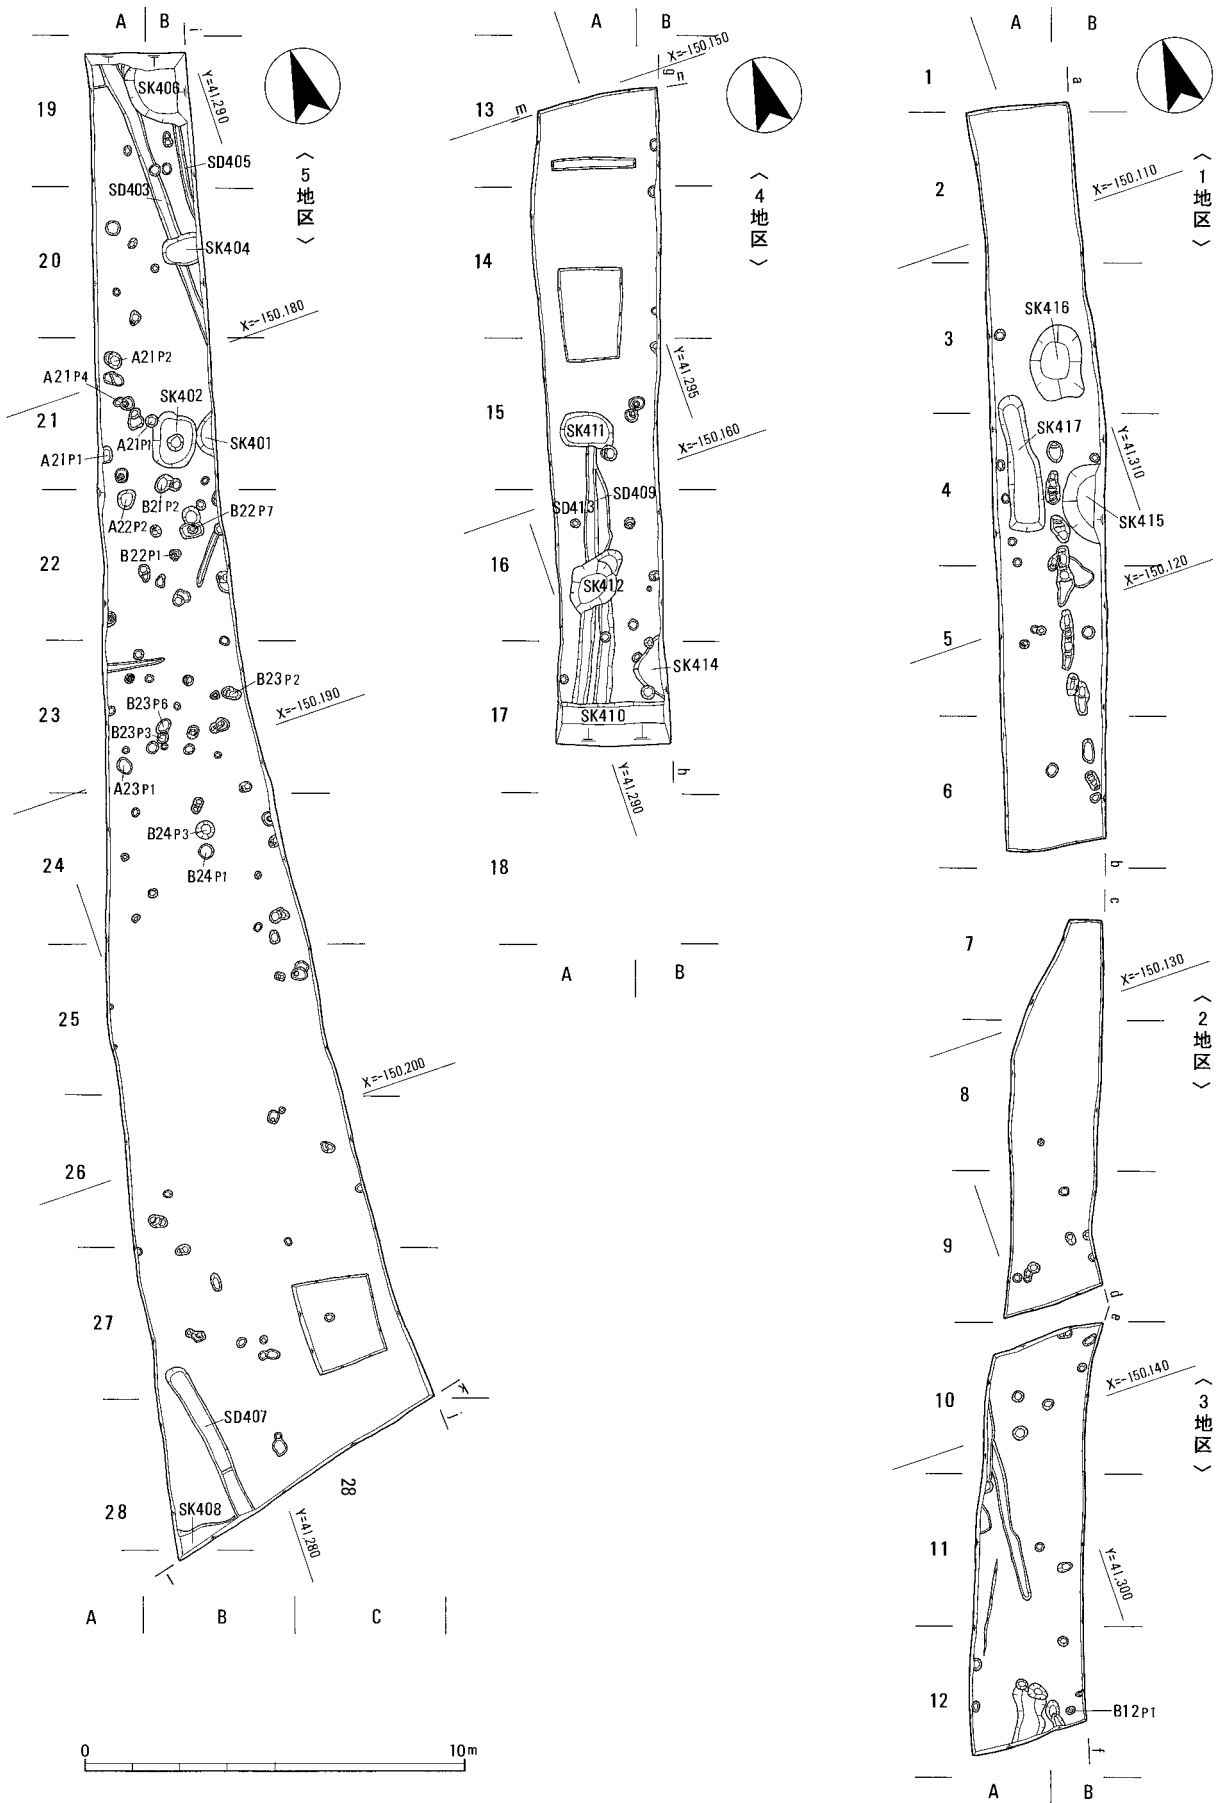 A B i
19
20
21
22
23
24
25
26
27
28
SK406
Y=41,290
SD405
SD403
SK404
〈5地区〉
X=-150,180
A21P2
A21P4
SK402
A21P1
SK401
A21P1
B21P2
A22P2
B22P7
B22P1
B23P2
B23P6
X=-150,190
B23P3
A23P1
B24P3
B24P1
X=-150,200
SD407
SK408
k
j
28
Y=41,280
l
A B C
0 10m
A B
X=-150,150
g
n
m
13
14
15
16
17
18
〈4地区〉
Y=41,295
SK411
X=-150,160
SD409
SD413
SK412
SK414
SK410
Y=41,290
h
A B
A B
a
1
2
3
4
5
6
X=-150,110
〈1地区〉
SK416
SK417
Y=41,310
SK415
X=-150,120
b
c
7
8
9
X=-150,130
〈2地区〉
d
e
10
11
12
X=-150,140
〈3地区〉
Y=41,300
B12P1
f
A B